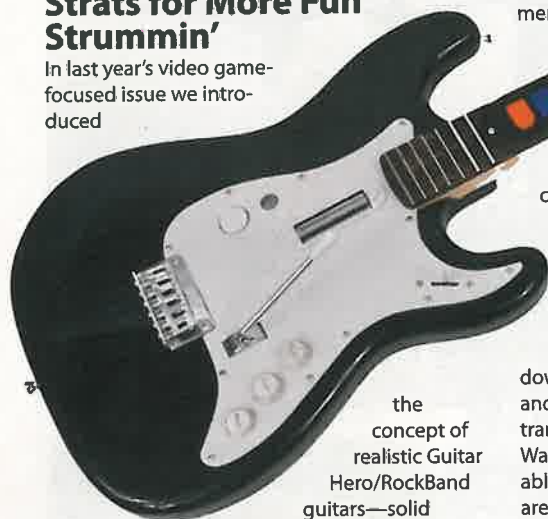 Strats for More Fun
Strummin’
In last year’s video game-
focused issue we intro-
duced
the
concept of
realistic Guitar
Hero/RockBand
guitars—solid